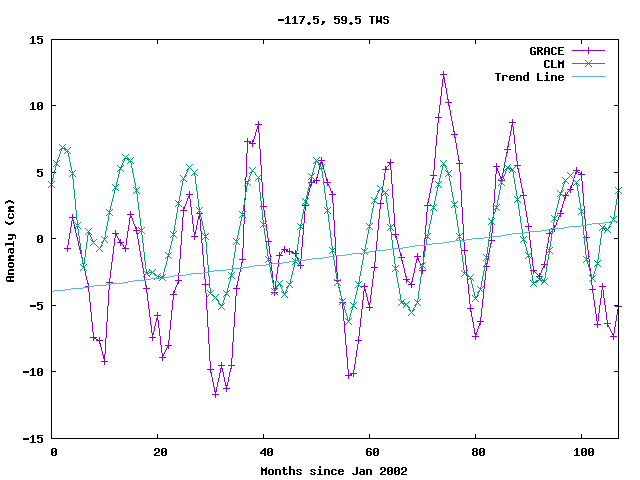 -117.5, 59.5 TWS
GRACE
CLM
Trend Line
15
10
5
0
-5
-10
-15
Anomaly (cm)
0 20 40 60 80 100
Months since Jan 2002